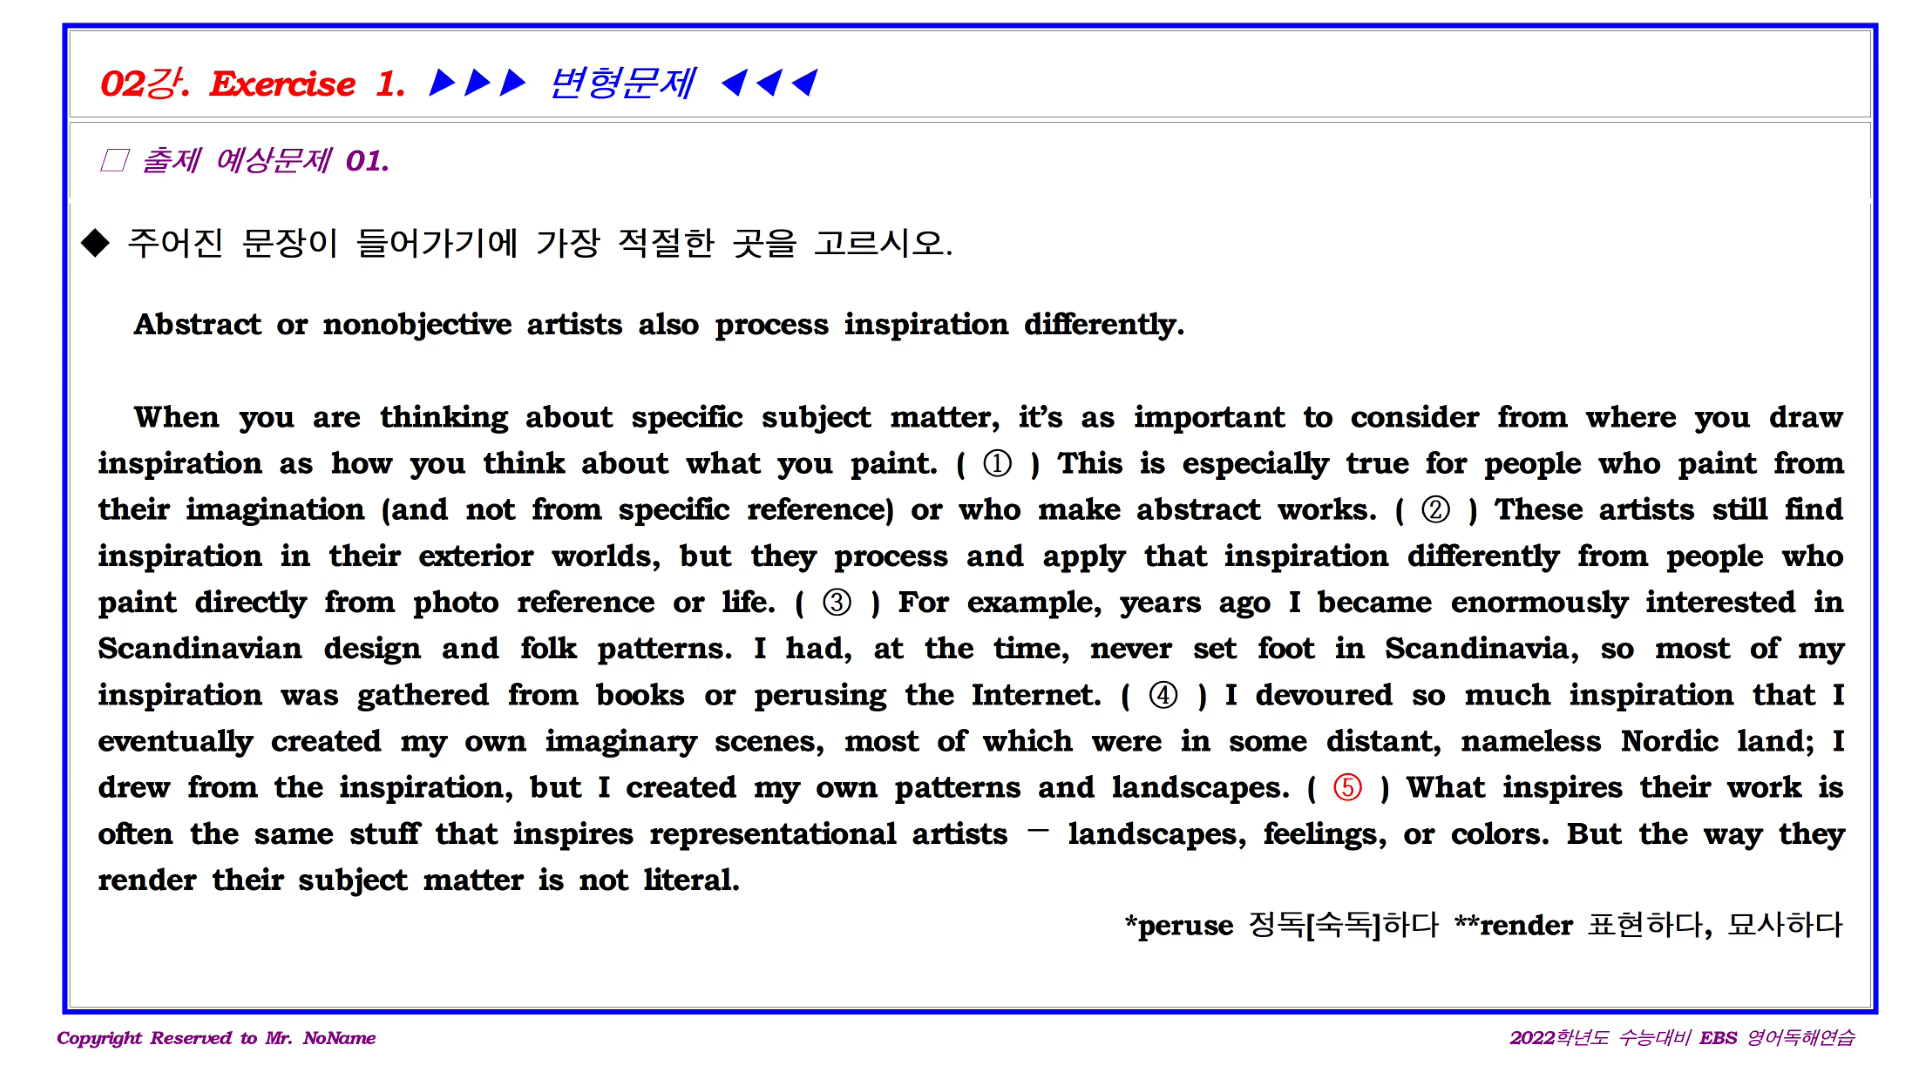 02강. Exercise 1. ▶▶▶ 변형문제 ◀◀◀
□ 출제 예상문제 01.
◆ 주어진 문장이 들어가기에 가장 적절한 곳을 고르시오.
Abstract or nonobjective artists also process inspiration differently.
When you are thinking about specific subject matter, it’s as important to consider from where you draw
inspiration as how you think about what you paint. ( ① ) This is especially true for people who paint from
their imagination (and not from specific reference) or who make abstract works. ( ② ) These artists still find
inspiration in their exterior worlds, but they process and apply that inspiration differently from people who
paint directly from photo reference or life. ( ③ ) For example, years ago I became enormously interested in
Scandinavian design and folk patterns. I had, at the time, never set foot in Scandinavia, so most of my
inspiration was gathered from books or perusing the Internet. ( ④ ) I devoured so much inspiration that I
eventually created my own imaginary scenes, most of which were in some distant, nameless Nordic land; I
drew from the inspiration, but I created my own patterns and landscapes. ( ⑤ ) What inspires their work is
often the same stuff that inspires representational artists ─ landscapes, feelings, or colors. But the way they
render their subject matter is not literal.
*peruse 정독[숙독]하다 **render 표현하다, 묘사하다
Copyright Reserved to Mr. NoName
2022학년도 수능대비 EBS 영어독해연습